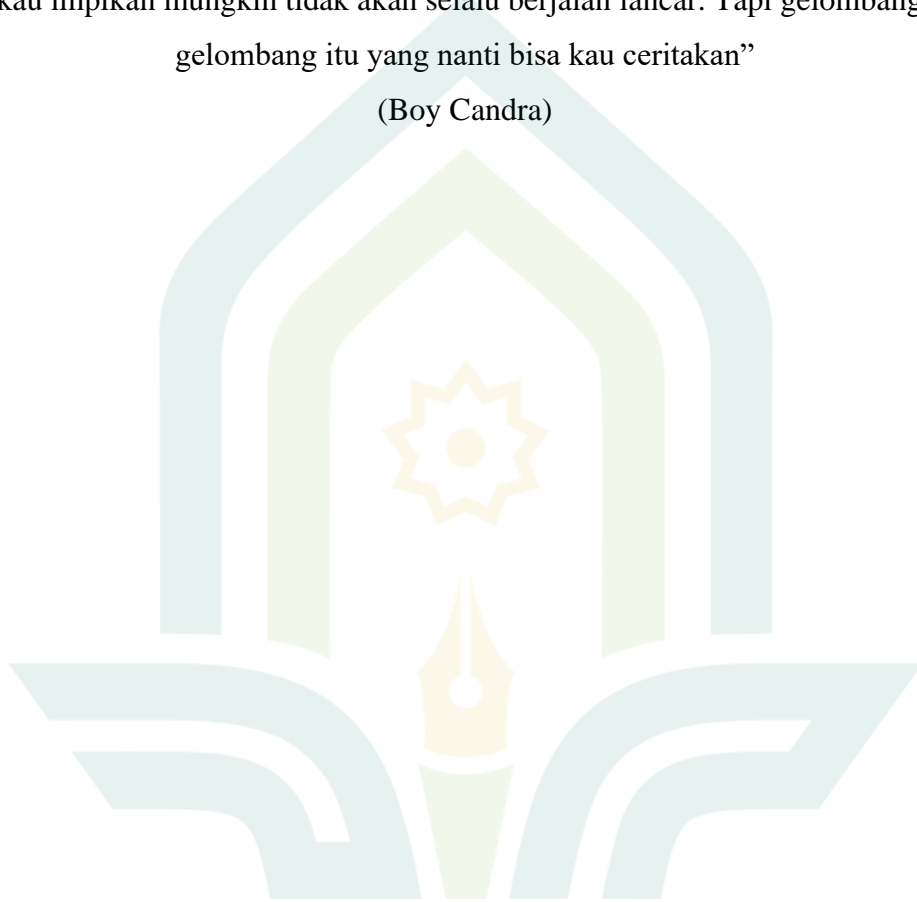 kau impikan mungkin tidak akan selalu berjalan lancar. Tapi gelombang
gelombang itu yang nanti bisa kau ceritakan”
(Boy Candra)